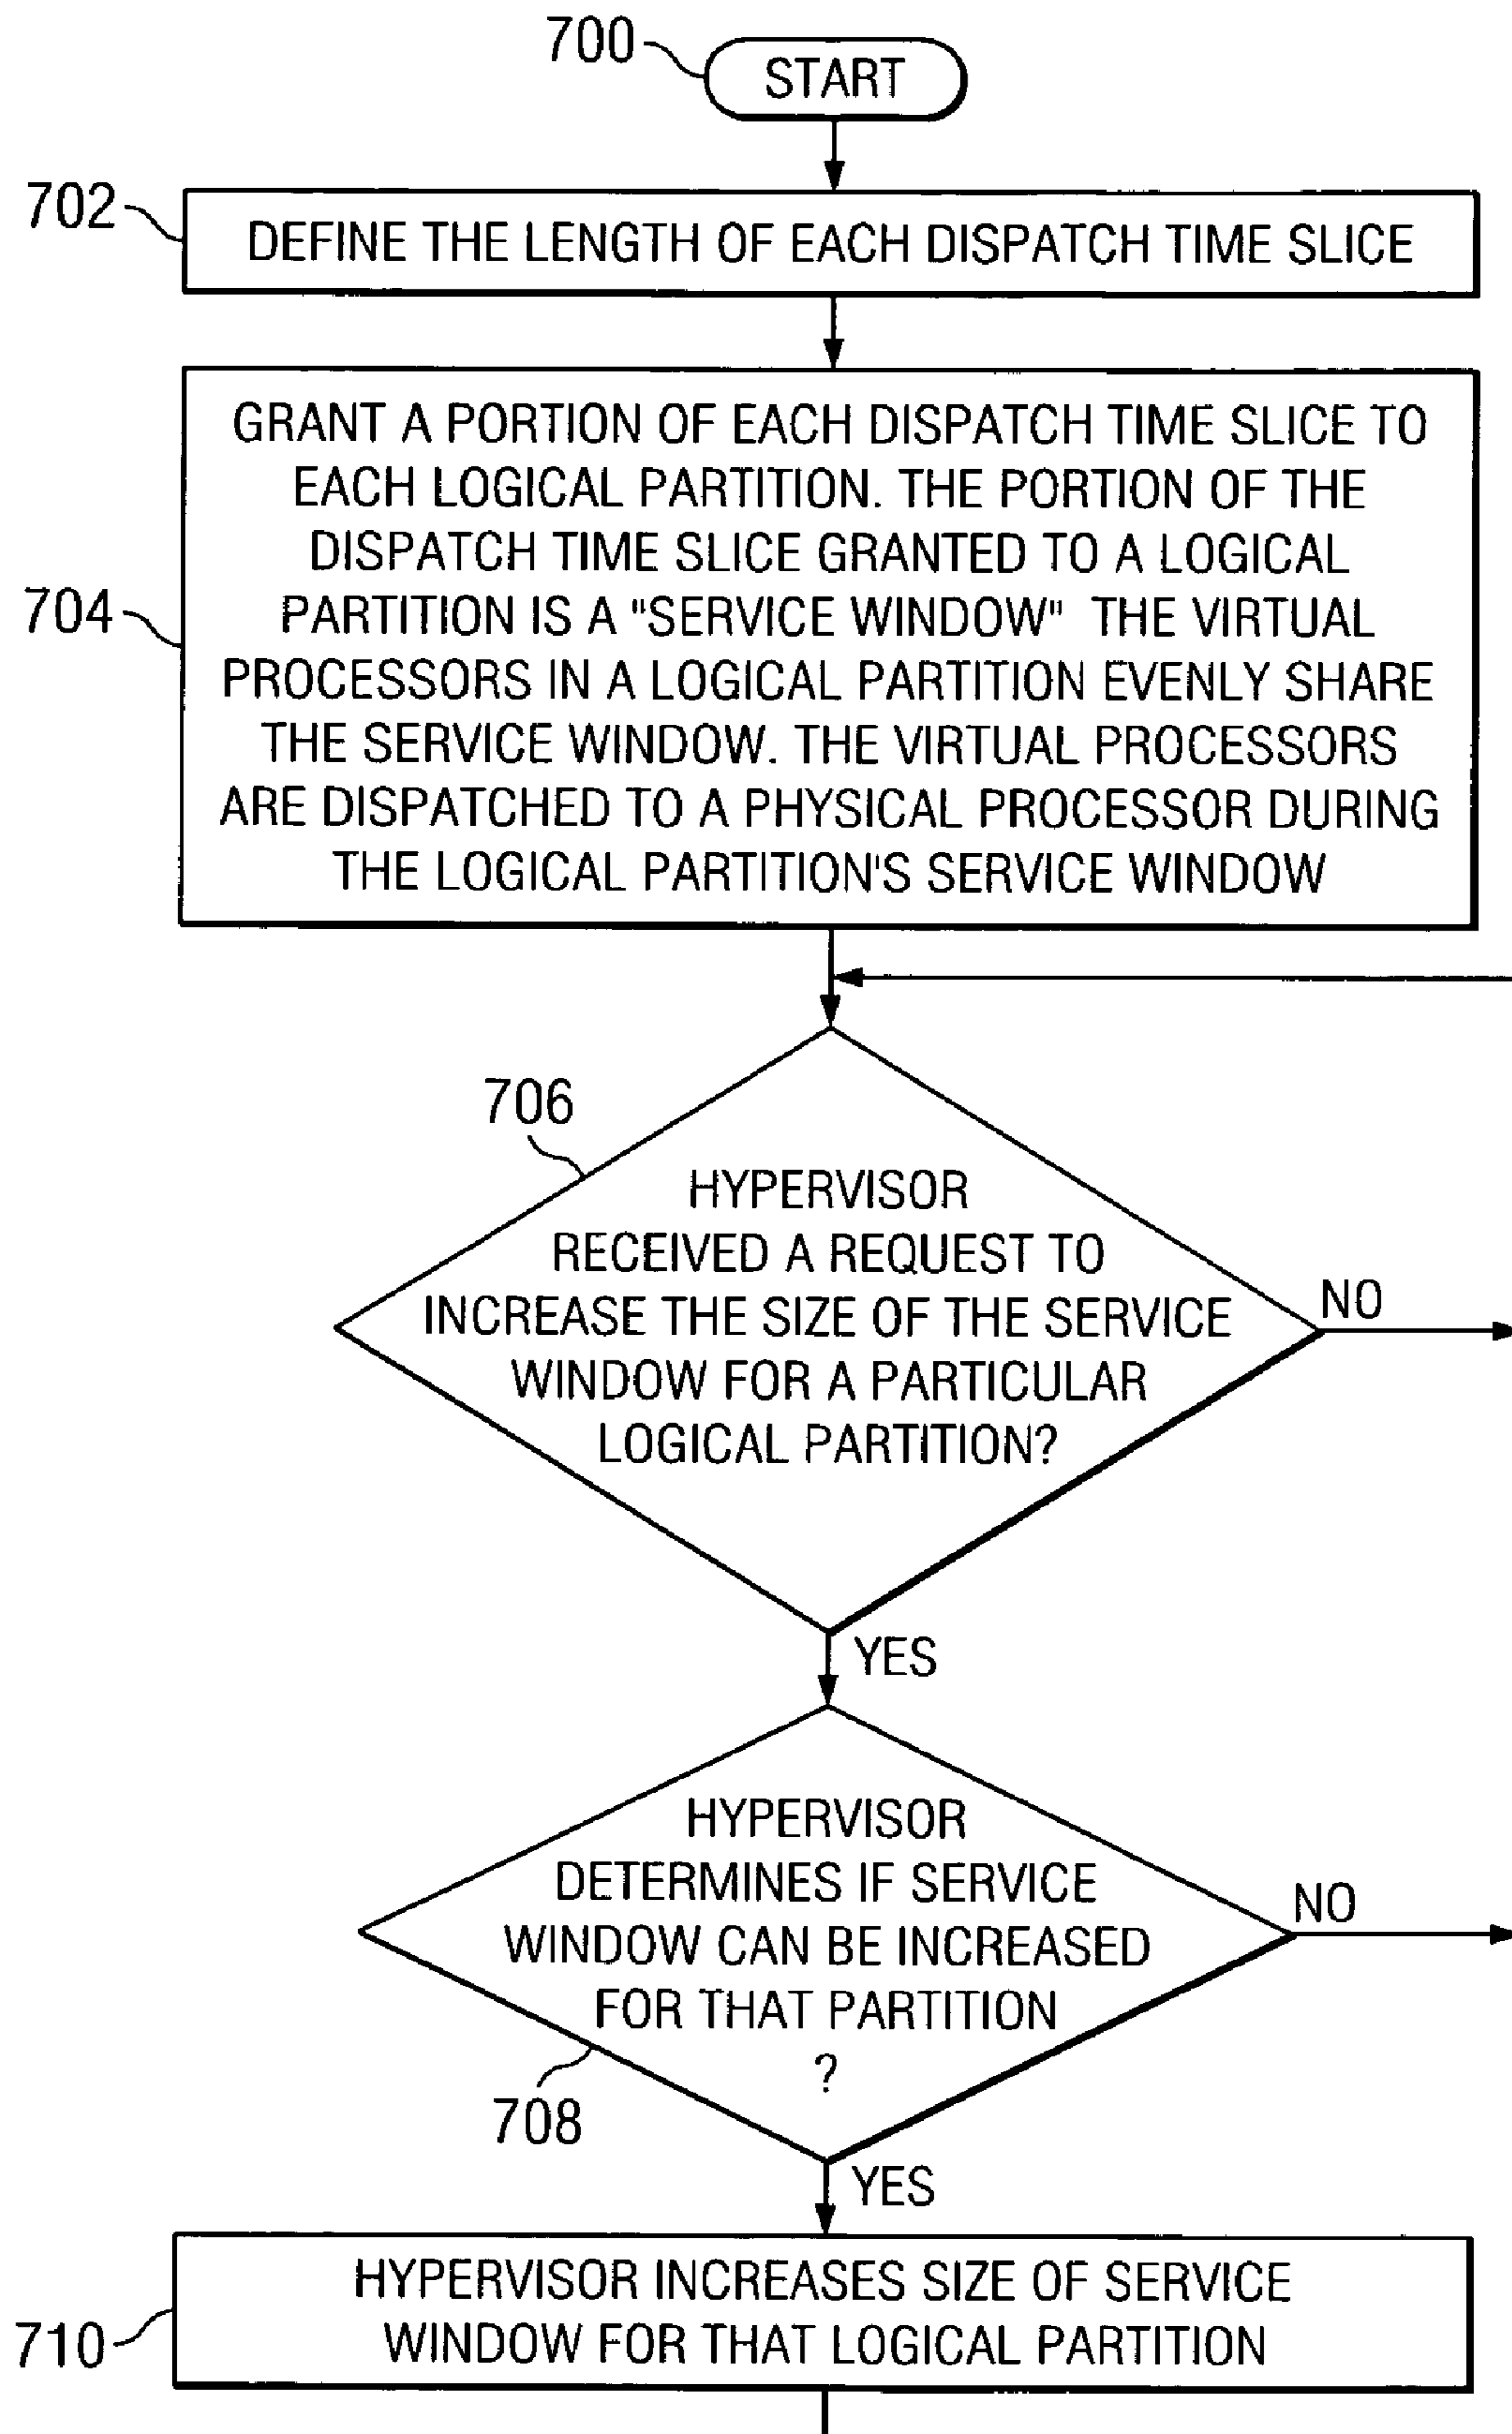 700
START
702
DEFINE THE LENGTH OF EACH DISPATCH TIME SLICE
GRANT A PORTION OF EACH DISPATCH TIME SLICE TO
EACH LOGICAL PARTITION. THE PORTION OF THE
DISPATCH TIME SLICE GRANTED TO A LOGICAL
704
PARTITION IS A "SERVICE WINDOW" THE VIRTUAL
PROCESSORS IN A LOGICAL PARTITION EVENLY SHARE
THE SERVICE WINDOW. THE VIRTUAL PROCESSORS
ARE DISPATCHED TO A PHYSICAL PROCESSOR DURING
THE LOGICAL PARTITION'S SERVICE WINDOW
706
HYPERVISOR
RECEIVED A REQUEST TO
INCREASE THE SIZE OF THE SERVICE
WINDOW FOR A PARTICULAR
LOGICAL PARTITION?
NO
YES
HYPERVISOR
DETERMINES IF SERVICE
WINDOW CAN BE INCREASED
FOR THAT PARTITION
?
NO
708
YES
HYPERVISOR INCREASES SIZE OF SERVICE
WINDOW FOR THAT LOGICAL PARTITION
710